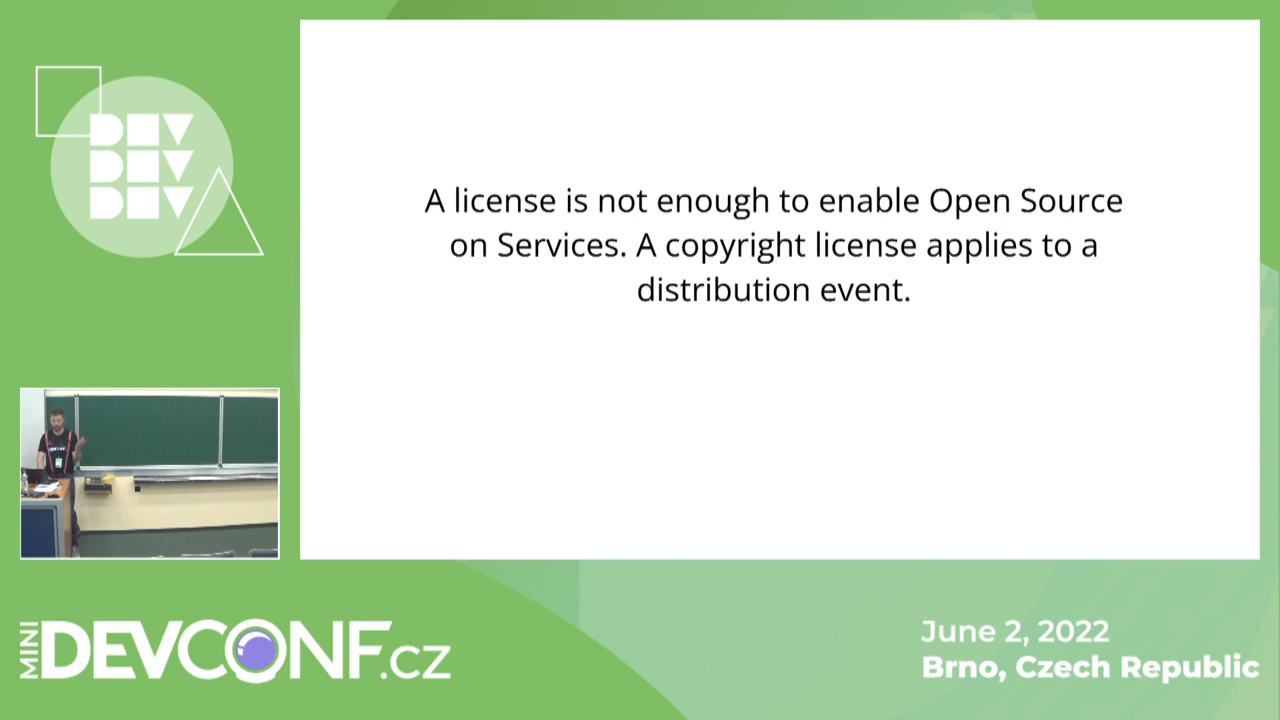 DEV
DEV
DEV
A license is not enough to enable Open Source
on Services. A copyright license applies to a
distribution event.
MINI
DEVCONF.CZ
June 2, 2022
Brno, Czech Republic